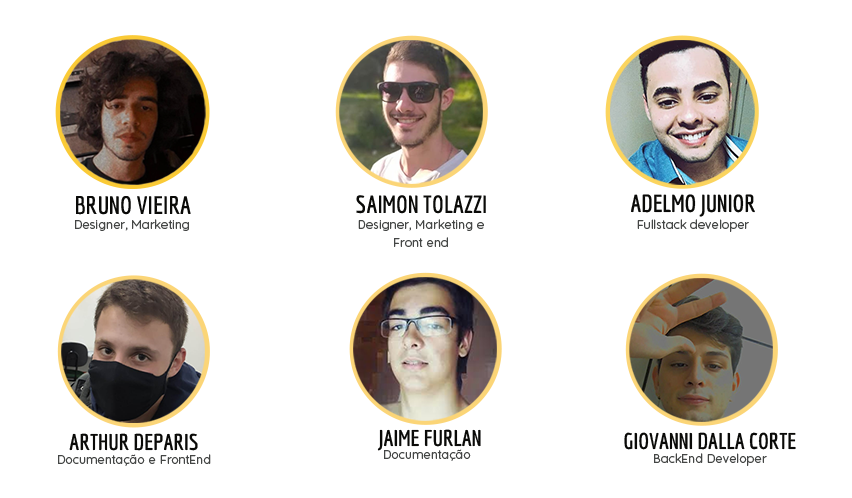 BRUNO VIEIRA
Designer, Marketing
SAIMON TOLAZZI
Designer, Marketing e
Front end
ADELMO JUNIOR
Fullstack developer
ARTHUR DEPARIS
Documentação e FrontEnd
JAIME FURLAN
Documentação
GIOVANNI DALLA CORTE
BackEnd Developer